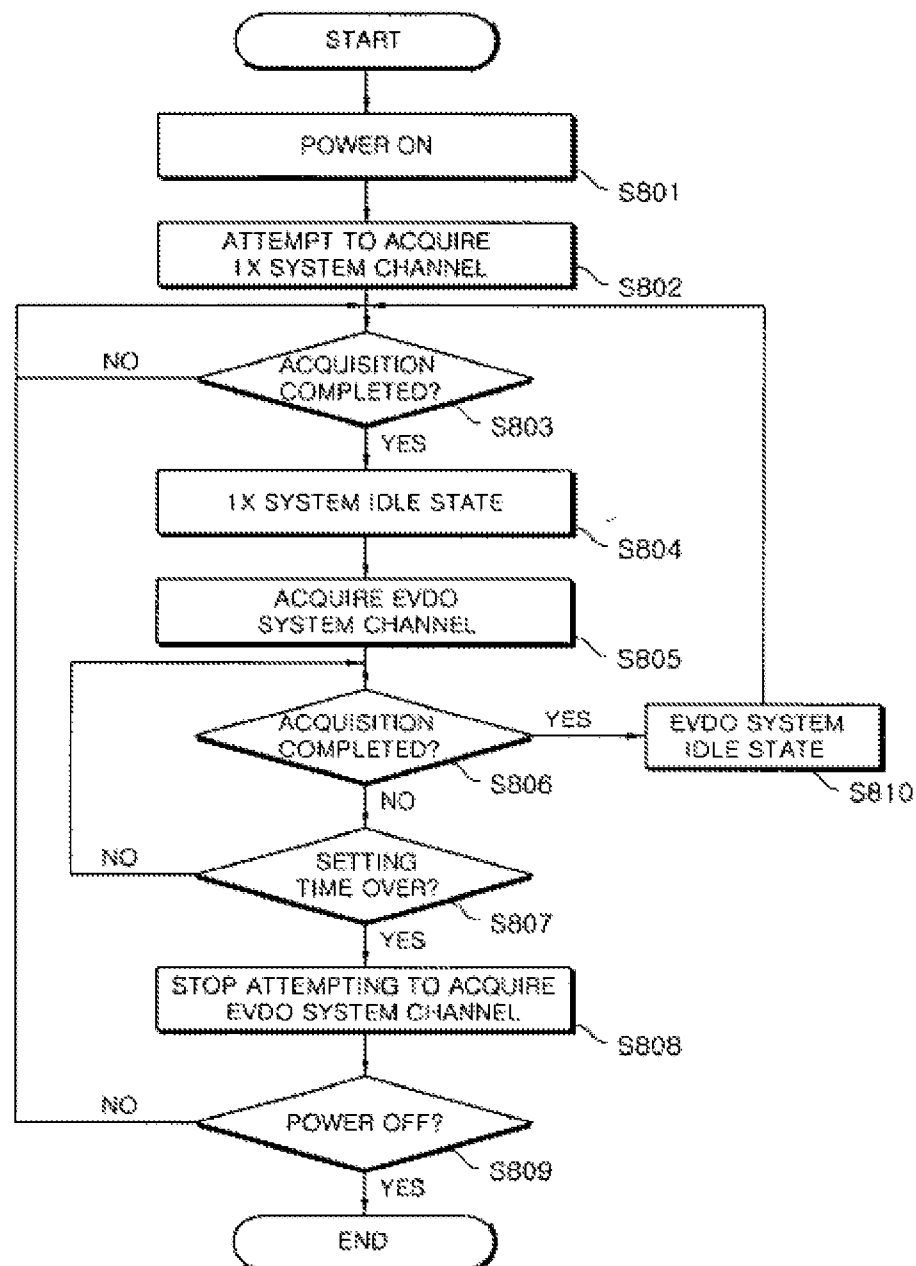 START
POWER ON
S801
ATTEMPT TO ACQUIRE
1X SYSTEM CHANNEL
S802
NO
ACQUISITION
COMPLETED?
S803
YES
1X SYSTEM IDLE STATE
S804
ACQUIRE EVDO
SYSTEM CHANNEL
S805
ACQUISITION
COMPLETED?
YES
EVDO SYSTEM
IDLE STATE
S806
S810
NO
NO
SETTING
TIME OVER?
S807
YES
STOP ATTEMPTING TO ACQUIRE
EVDO SYSTEM CHANNEL
S808
NO
POWER OFF?
S809
YES
END